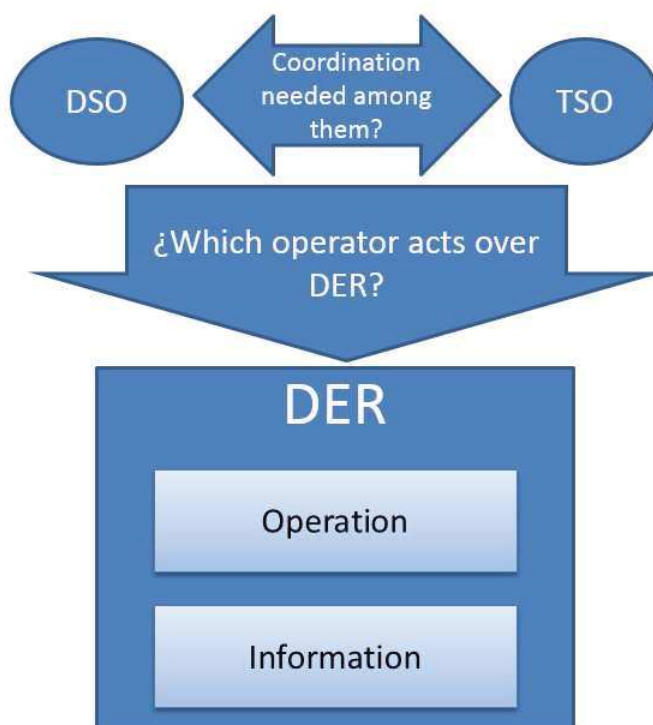 DSO
Coordination
needed among
them?
TSO
¿Which operator acts over
DER?
DER
Operation
Information